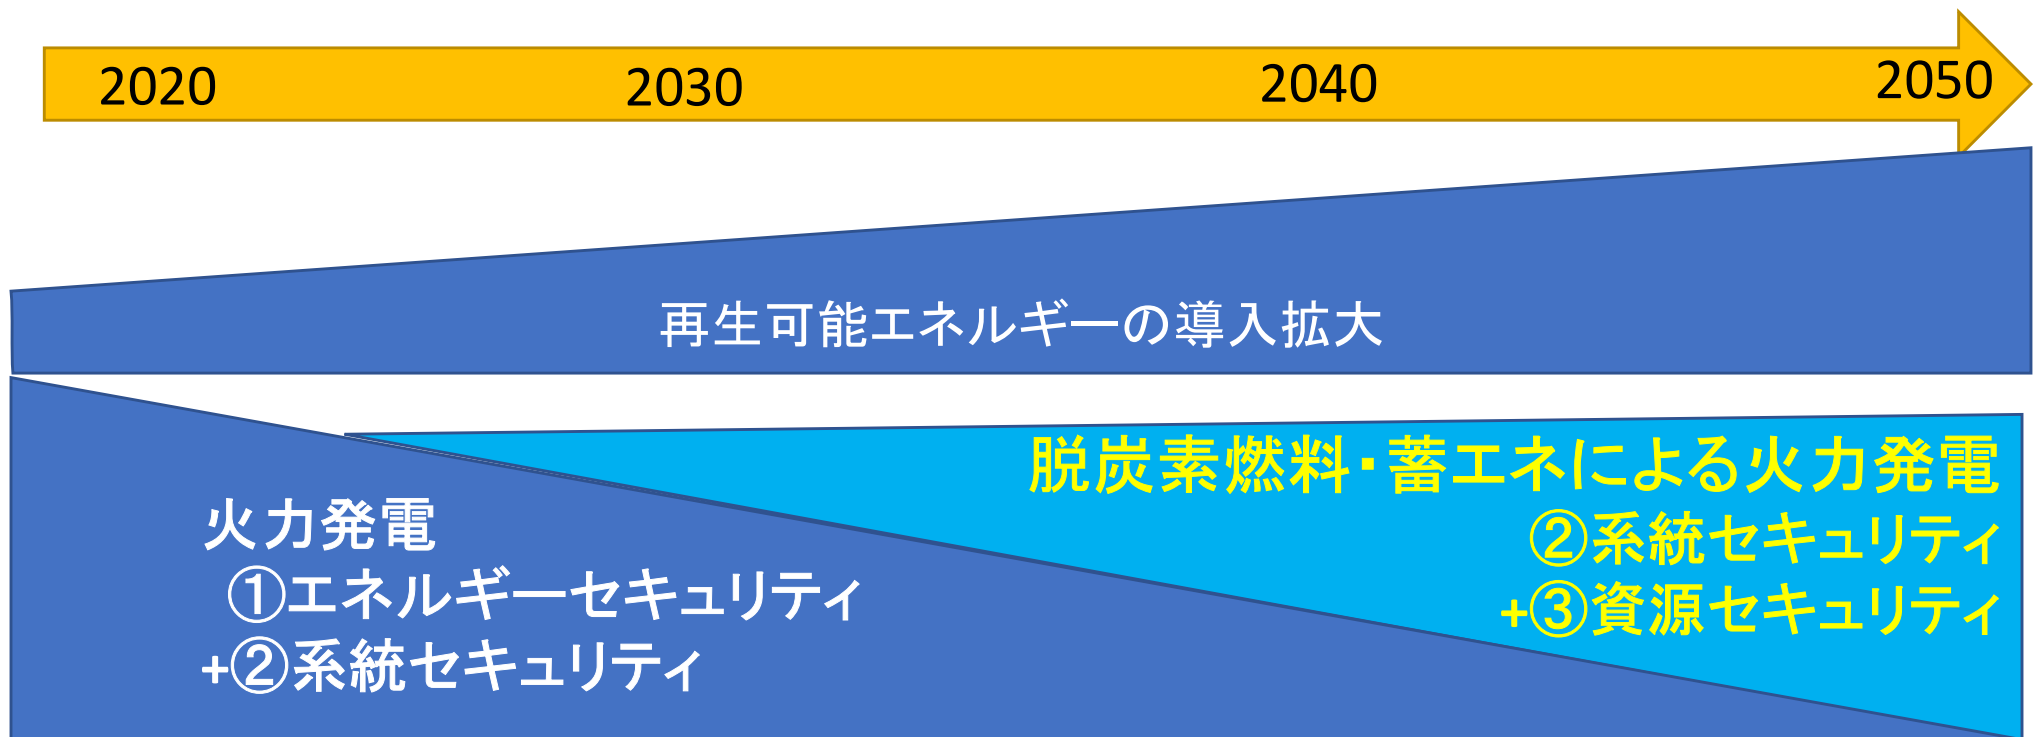 2020 2030 2040 2050
再生可能エネルギーの導入拡大
脱炭素燃料・蓄エネによる火力発電
②系統セキュリティ
+③資源セキュリティ
火力発電
①エネルギーセキュリティ
+②系統セキュリティ